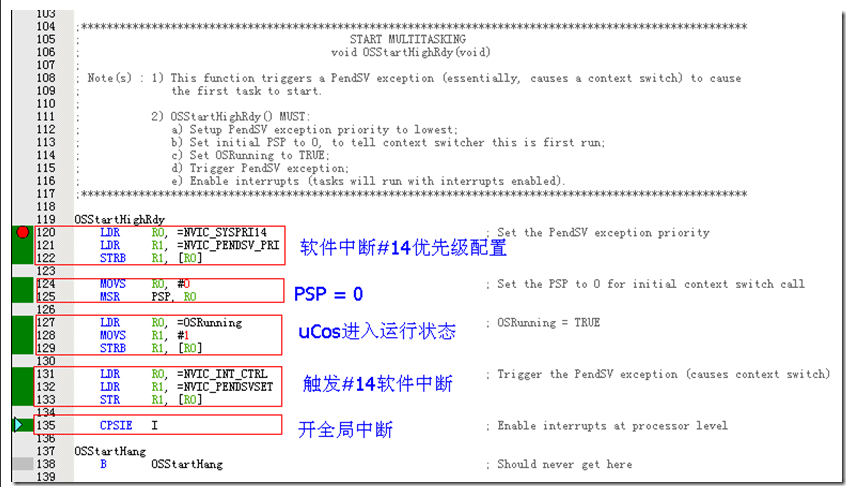 103
104 ;********************************************************************************************************
105 ; START MULTITASKING
106 ; void OSStartHighRdy(void)
107 ;
108 ; Note(s) : 1) This function triggers a PendSV exception (essentially, causes a context switch) to cause
109 ; the first task to start.
110 ;
111 ; 2) OSStartHighRdy() MUST:
112 ; a) Setup PendSV exception priority to lowest;
113 ; b) Set initial PSP to 0, to tell context switcher this is first run;
114 ; c) Set OSRunning to TRUE;
115 ; d) Trigger PendSV exception;
116 ; e) Enable interrupts (tasks will run with interrupts enabled).
117 ;********************************************************************************************************
118
119 OSStartHighRdy
120 LDR R0, =NVIC_SYSPRI14 ; Set the PendSV exception priority
121 LDR R1, =NVIC_PENDSV_PRI
软件中断#14优先级配置
122 STRB R1, [R0]
123
124 MOVS R0, #0 ; Set the PSP to 0 for initial context switch call
125 MSR PSP, R0
PSP = 0
126
127 LDR R0, =OSRunning ; OSRunning = TRUE
128 MOVS R1, #1
uCos进入运行状态
129 STRB R1, [R0]
130
131 LDR R0, =NVIC_INT_CTRL ; Trigger the PendSV exception (causes context switch)
132 LDR R1, =NVIC_PENDSVSET
触发#14软件中断
133 STR R1, [R0]
134
135 CPSIE I ; Enable interrupts at processor level
开全局中断
136
137 OSStartHang
138 B OSStartHang ; Should never get here
139